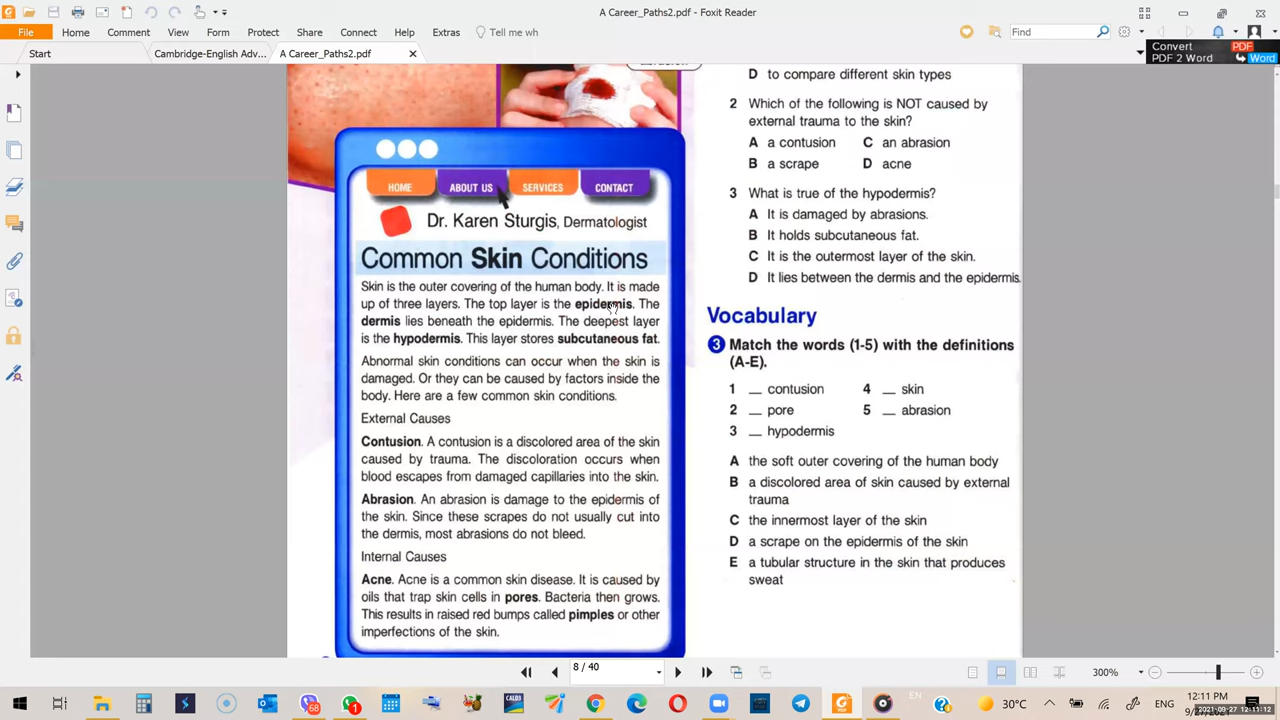 A Career_Paths2.pdf - Foxit Reader
File
Home
Comment
View
Form
Protect
Share
Connect
Help
Extras
Tell me wh
Find
Start
Cambridge-English Adv...
A Career_Paths2.pdf
Convert PDF
PDF 2 Word Word
HOME
ABOUT US
SERVICES
CONTACT
Dr. Karen Sturgis, Dermatologist
Common Skin Conditions
Skin is the outer covering of the human body. It is made
up of three layers. The top layer is the epidermis. The
dermis lies beneath the epidermis. The deepest layer
is the hypodermis. This layer stores subcutaneous fat.
Abnormal skin conditions can occur when the skin is
damaged. Or they can be caused by factors inside the
body. Here are a few common skin conditions.
External Causes
Contusion. A contusion is a discolored area of the skin
caused by trauma. The discoloration occurs when
blood escapes from damaged capillaries into the skin.
Abrasion. An abrasion is damage to the epidermis of
the skin. Since these scrapes do not usually cut into
the dermis, most abrasions do not bleed.
Internal Causes
Acne. Acne is a common skin disease. It is caused by
oils that trap skin cells in pores. Bacteria then grows.
This results in raised red bumps called pimples or other
imperfections of the skin.
D to compare different skin types
2 Which of the following is NOT caused by
external trauma to the skin?
A a contusion C an abrasion
B a scrape D acne
3 What is true of the hypodermis?
A It is damaged by abrasions.
B It holds subcutaneous fat.
C It is the outermost layer of the skin.
D It lies between the dermis and the epidermis.
Vocabulary
3 Match the words (1-5) with the definitions
(A-E).
1 __ contusion 4 __ skin
2 __ pore 5 __ abrasion
3 __ hypodermis
A the soft outer covering of the human body
B a discolored area of skin caused by external
trauma
C the innermost layer of the skin
D a scrape on the epidermis of the skin
E a tubular structure in the skin that produces
sweat
8 / 40
300%
68
1
CALD3
EN
30°C
ENG
12:11 PM
2021-09-27 12:11:12